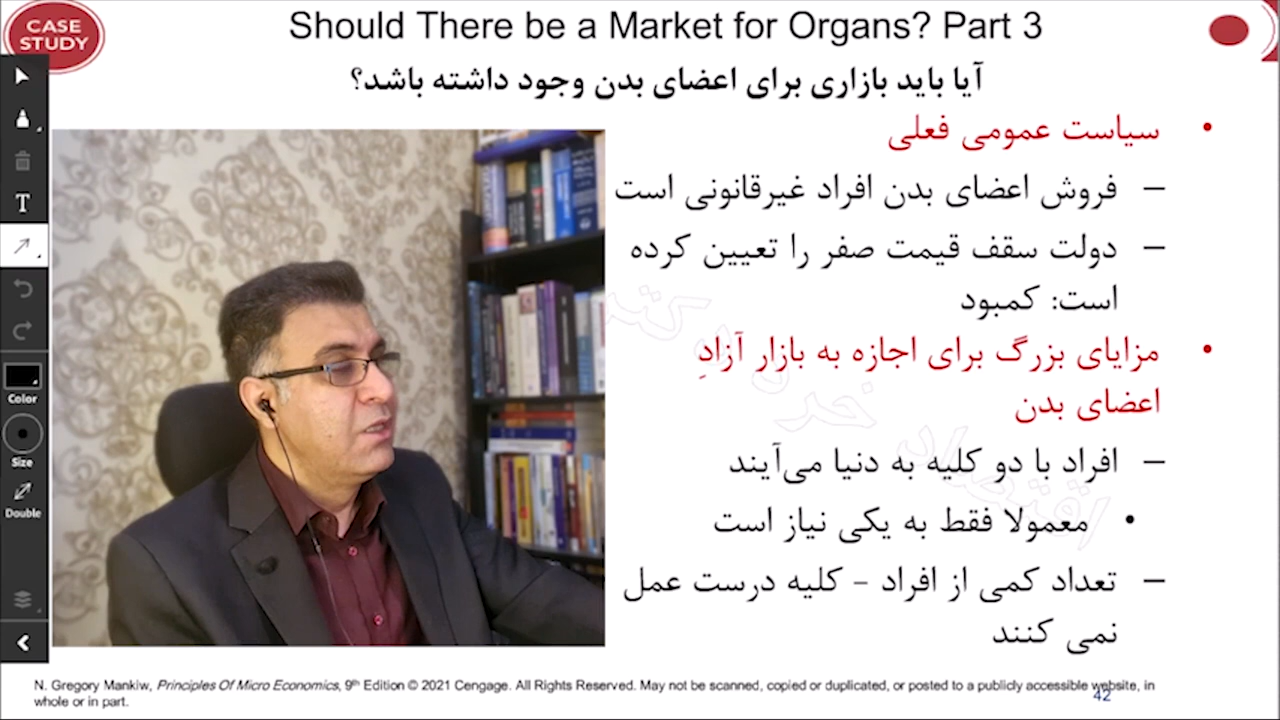 CASE
STUDY
Should There be a Market for Organs? Part 3
آیا باید بازاری برای اعضای بدن وجود داشته باشد؟
• سیاست عمومی فعلی
– فروش اعضای بدن افراد غیرقانونی است
– دولت سقف قیمت صفر را تعیین کرده
است: کمبود
• مزایای بزرگ برای اجازه به بازار آزادِ
اعضای بدن
– افراد با دو کلیه به دنیا می‌آیند
• معمولا فقط به یکی نیاز است
– تعداد کمی از افراد – کلیه درست عمل
نمی کنند
اقتصاد خرد
T
Color
Size
Double
N. Gregory Mankiw, Principles Of Micro Economics, 9th Edition © 2021 Cengage. All Rights Reserved. May not be scanned, copied or duplicated, or posted to a publicly accessible website, in
whole or in part.
42